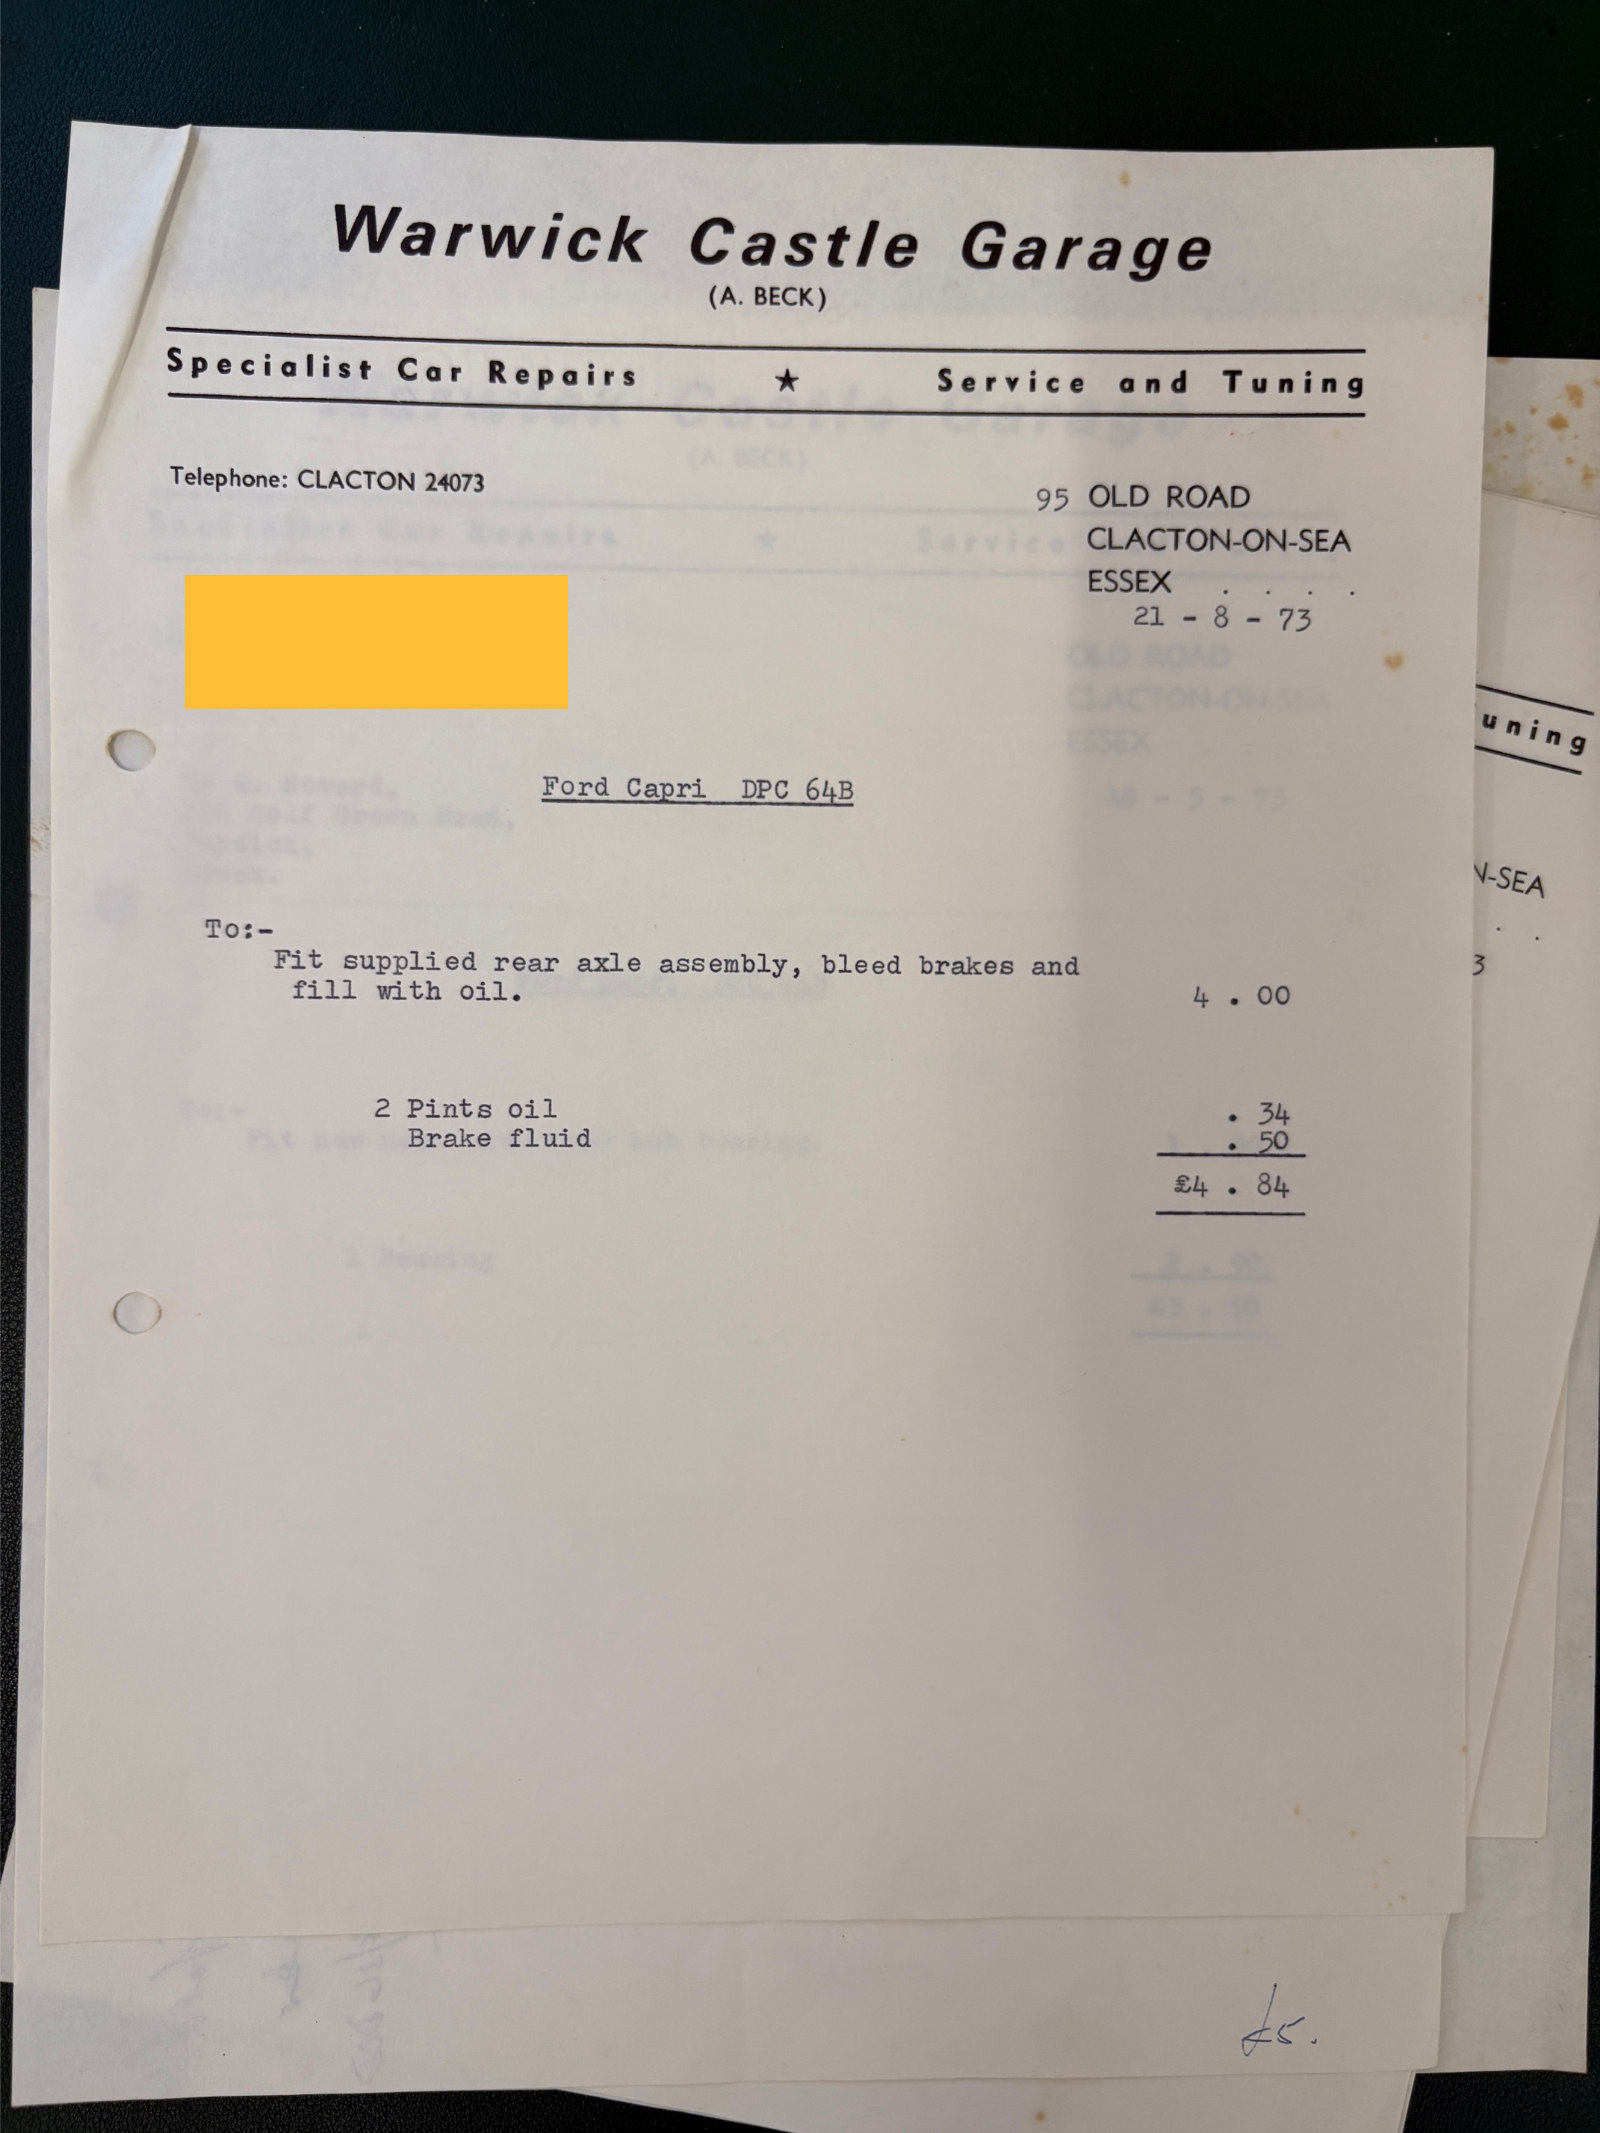 Warwick Castle Garage
(A. BECK)
Specialist Car Repairs ★ Service and Tuning
Telephone: CLACTON 24073
95 OLD ROAD
CLACTON-ON-SEA
ESSEX . . . .
21 - 8 - 73
Ford Capri DPC 64B
To:-
Fit supplied rear axle assembly, bleed brakes and
fill with oil. 4 . 00
2 Pints oil . 34
Brake fluid . 50
£4 . 84
uning
N-SEA
. .
3
£5.